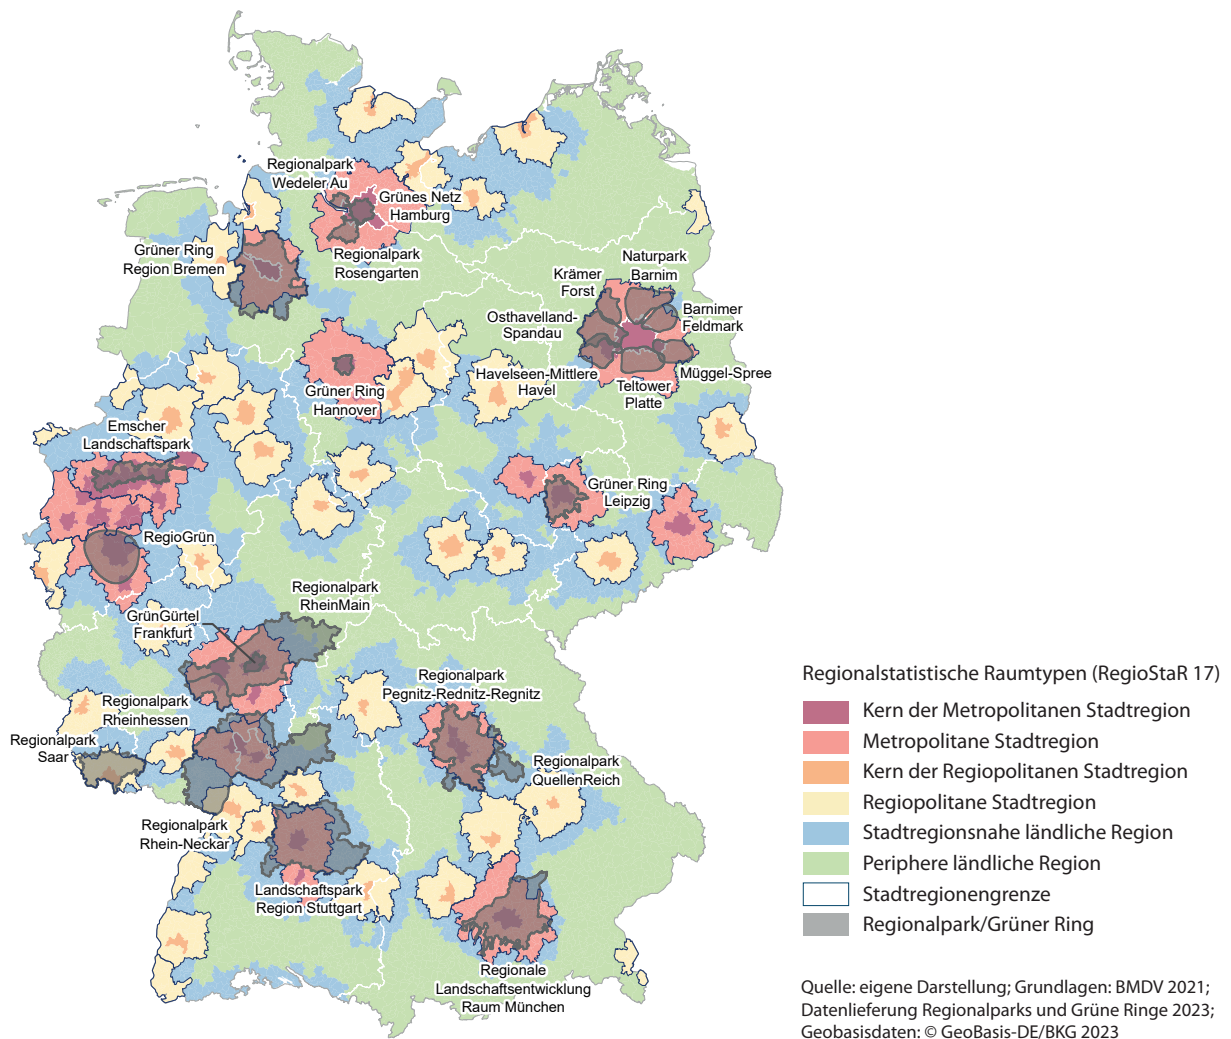 Regionalpark
Wedeler Au
Grünes Netz
Hamburg
Regionalpark
Rosengarten
Grüner Ring
Region Bremen
Naturpark
Barnim
Krämer
Forst
Barnimer
Feldmark
Osthavelland-
Spandau
Havelseen-Mittlere
Havel
Müggel-Spree
Teltower
Platte
Grüner Ring
Hannover
Emscher
Landschaftspark
Grüner Ring
Leipzig
RegioGrün
Regionalpark
RheinMain
GrünGürtel
Frankfurt
Regionalpark
Pegnitz-Rednitz-Regnitz
Regionalpark
Rheinhessen
Regionalpark
Saar
Regionalpark
QuellenReich
Regionalpark
Rhein-Neckar
Landschaftspark
Region Stuttgart
Regionale
Landschaftsentwicklung
Raum München
Regionalstatistische Raumtypen (RegioStaR 17)
Kern der Metropolitanen Stadtregion
Metropolitane Stadtregion
Kern der Regiopolitanen Stadtregion
Regiopolitane Stadtregion
Stadtregionsnahe ländliche Region
Periphere ländliche Region
Stadtregionengrenze
Regionalpark/Grüner Ring
Quelle: eigene Darstellung; Grundlagen: BMDV 2021;
Datenlieferung Regionalparks und Grüne Ringe 2023;
Geobasisdaten: © GeoBasis-DE/BKG 2023